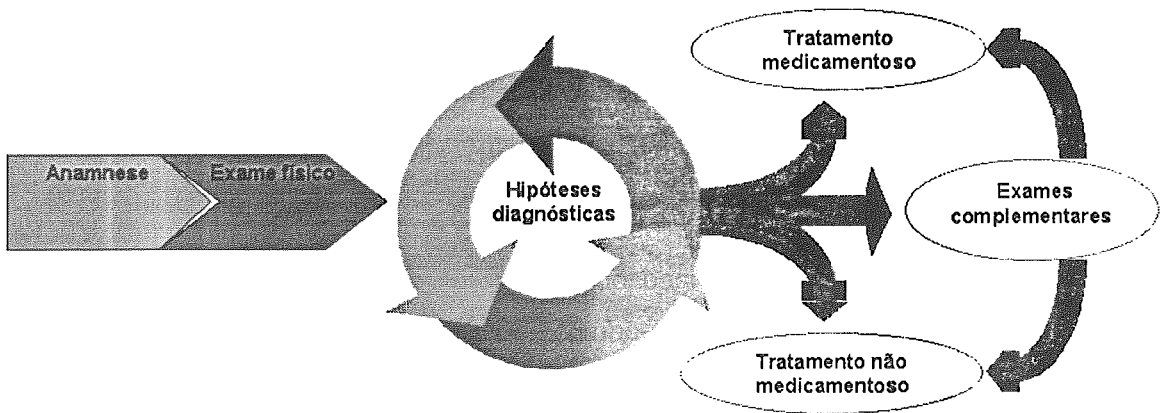 Anamnese
Exame físico
Hipóteses
diagnósticas
Tratamento
medicamentoso
Exames
complementares
Tratamento não
medicamentoso